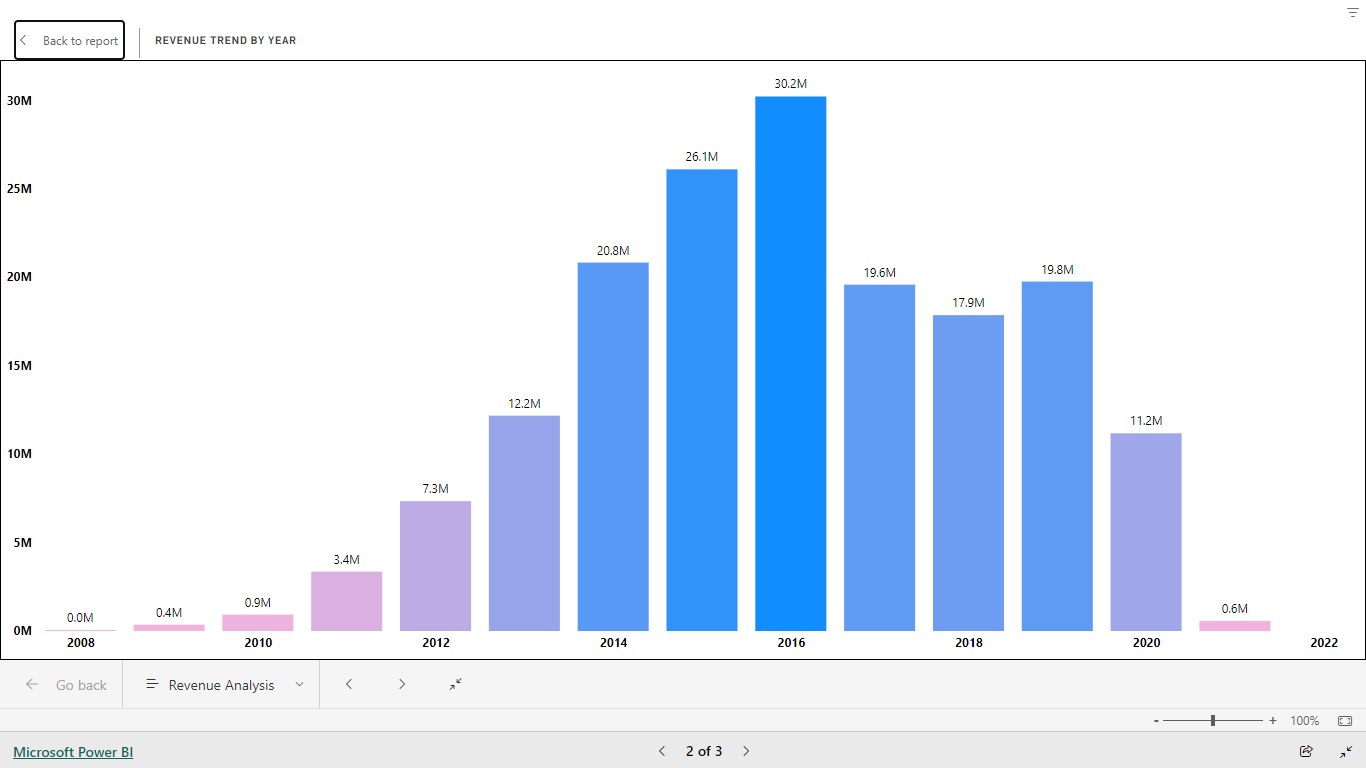 Back to report
REVENUE TREND BY YEAR
30M
25M
20M
15M
10M
5M
0M
0.0M
0.4M
0.9M
3.4M
7.3M
12.2M
20.8M
26.1M
30.2M
19.6M
17.9M
19.8M
11.2M
0.6M
2008 2010 2012 2014 2016 2018 2020 2022
Go back Revenue Analysis
- + 100%
Microsoft Power BI 2 of 3